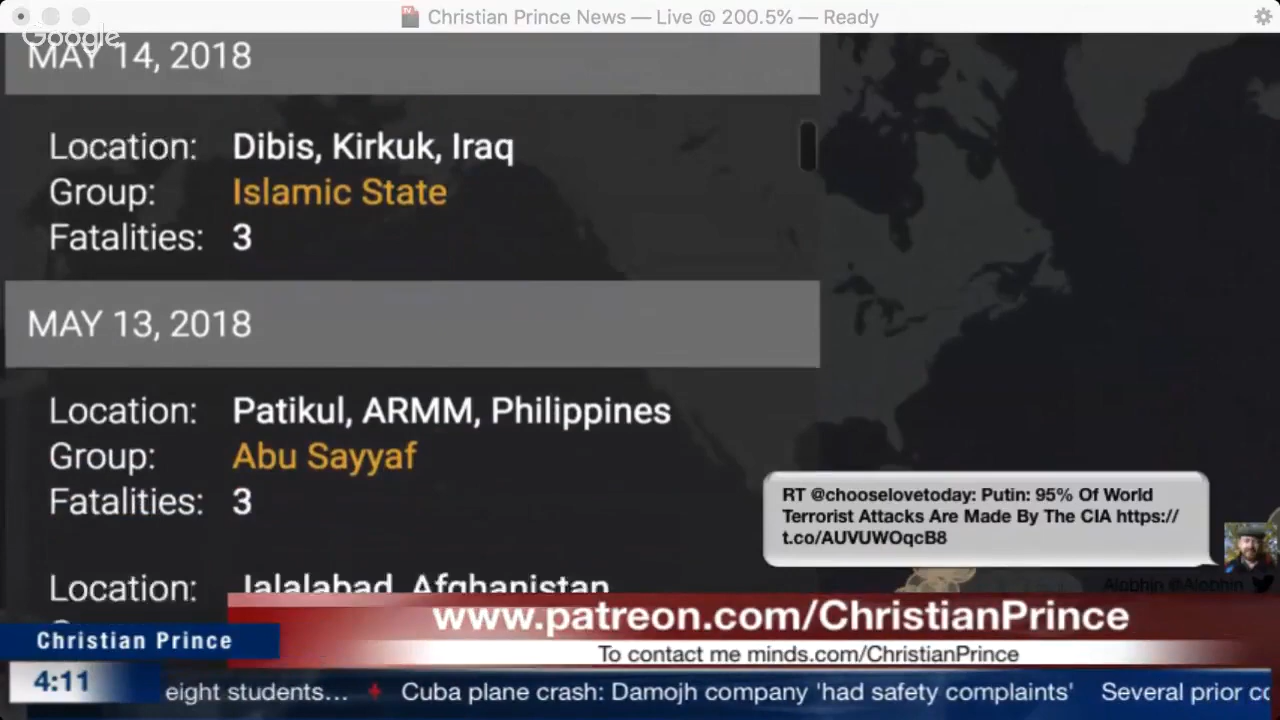 Christian Prince News — Live @ 200.5% — Ready
Google
MAY 14, 2018
Location: Dibis, Kirkuk, Iraq
Group: Islamic State
Fatalities: 3
MAY 13, 2018
Location: Patikul, ARMM, Philippines
Group: Abu Sayyaf
Fatalities: 3
Location: Jalalabad, Afghanistan
RT @chooselovetoday: Putin: 95% Of World
Terrorist Attacks Are Made By The CIA https://
t.co/AUVUWOqcB8
Alophin @Alophin
www.patreon.com/ChristianPrince
Christian Prince
To contact me minds.com/ChristianPrince
4:11
eight students... Cuba plane crash: Damojh company 'had safety complaints' Several prior